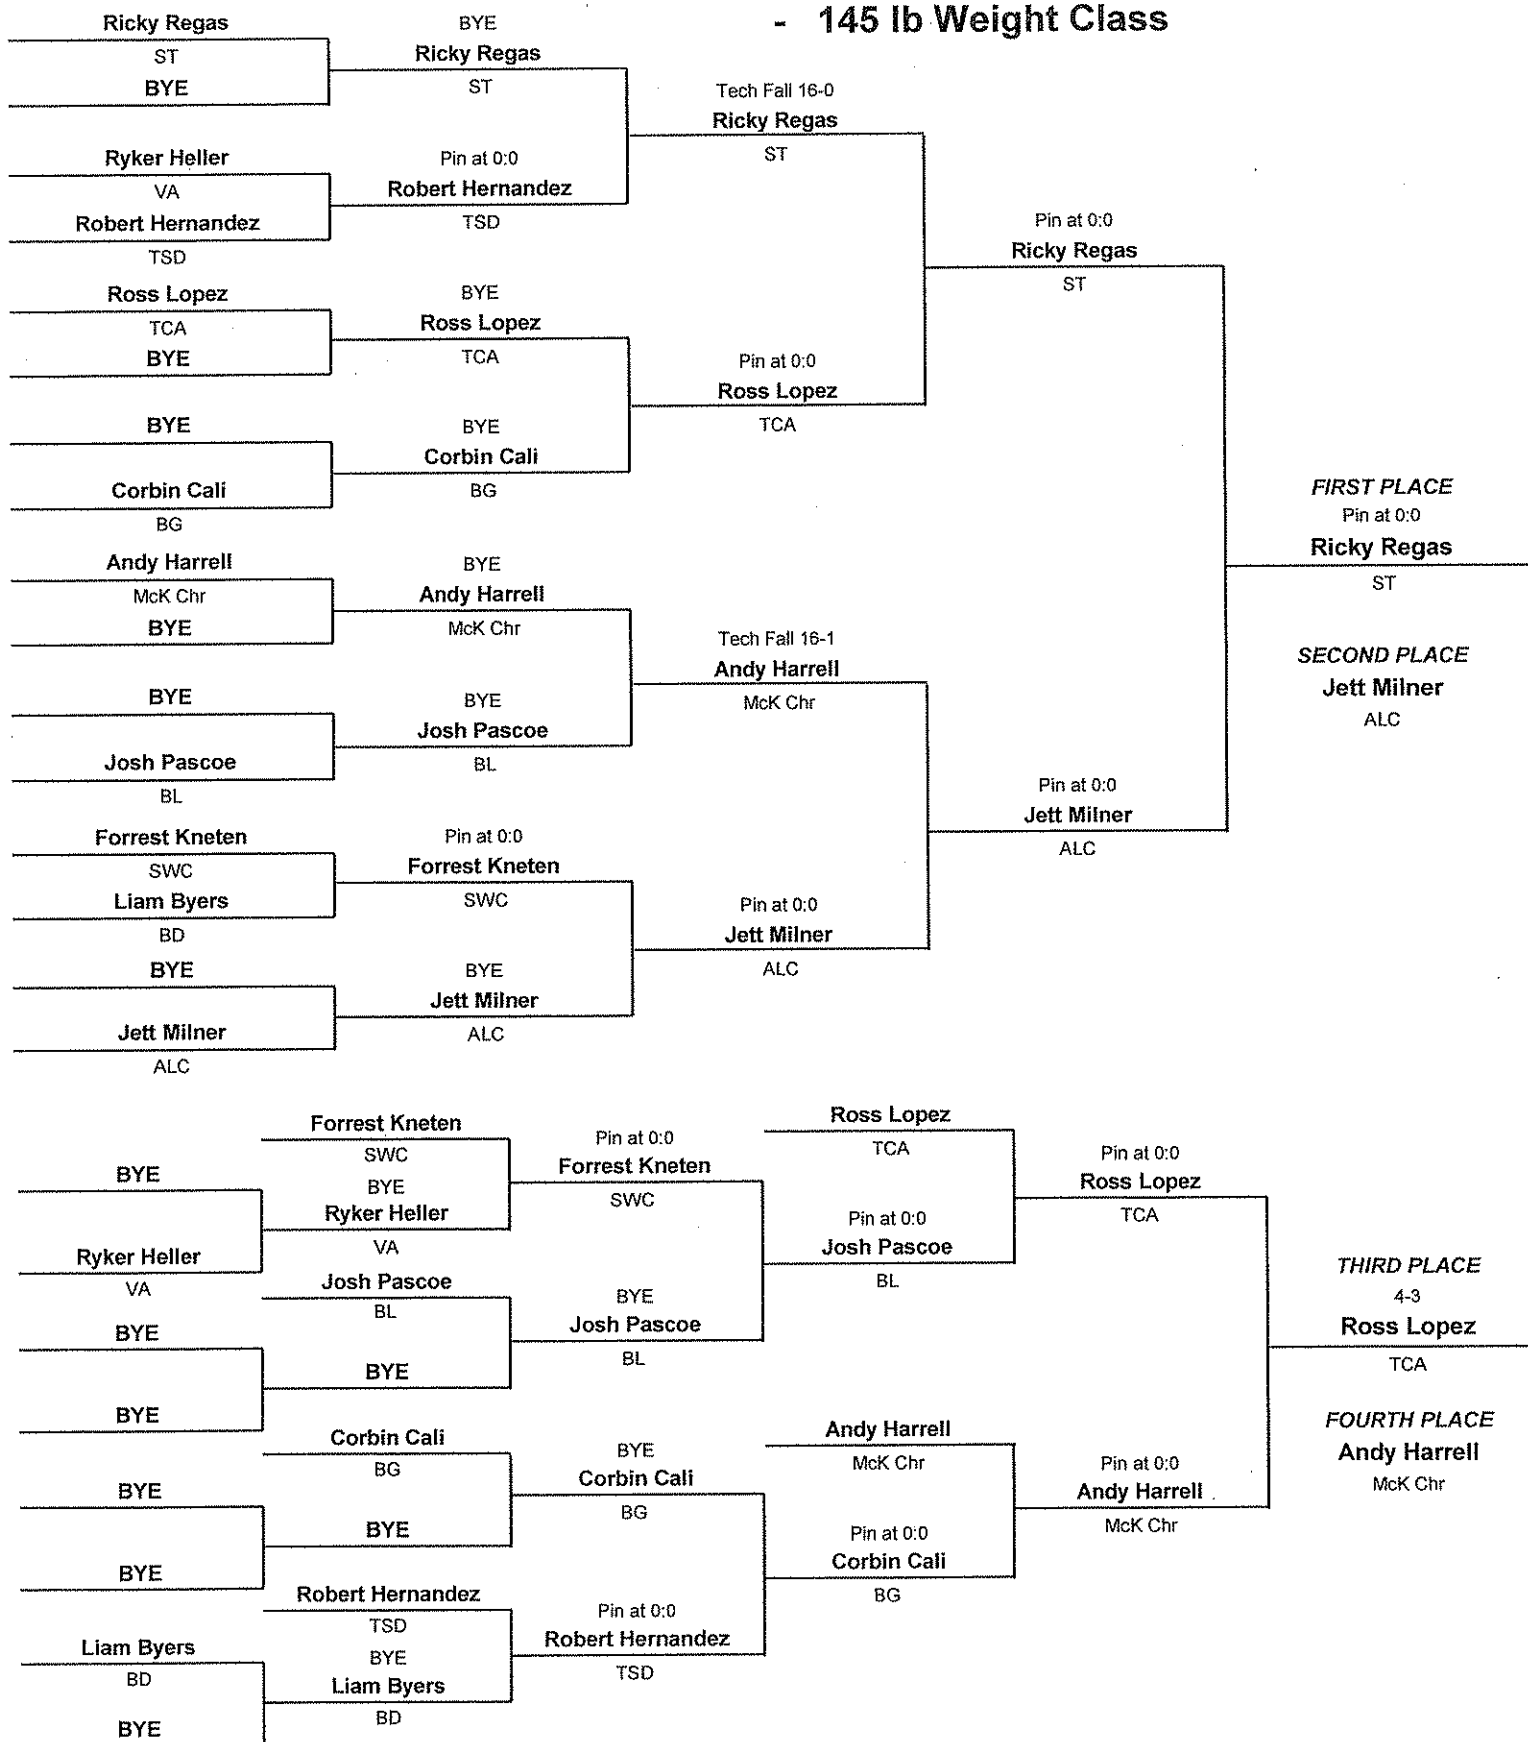 - 145 lb Weight Class
Ricky Regas
ST
BYE
Ryker Heller
VA
Robert Hernandez
TSD
Ross Lopez
TCA
BYE
BYE
Corbin Cali
BG
Andy Harrell
McK Chr
BYE
BYE
Josh Pascoe
BL
Forrest Kneten
SWC
Liam Byers
BD
BYE
Jett Milner
ALC
BYE
Ricky Regas
ST
Pin at 0:0
Robert Hernandez
TSD
BYE
Ross Lopez
TCA
BYE
Corbin Cali
BG
BYE
Andy Harrell
McK Chr
BYE
Josh Pascoe
BL
Pin at 0:0
Forrest Kneten
SWC
BYE
Jett Milner
ALC
Tech Fall 16-0
Ricky Regas
ST
Pin at 0:0
Ross Lopez
TCA
Tech Fall 16-1
Andy Harrell
McK Chr
Pin at 0:0
Jett Milner
ALC
Pin at 0:0
Ricky Regas
ST
Pin at 0:0
Jett Milner
ALC
FIRST PLACE
Pin at 0:0
Ricky Regas
ST
SECOND PLACE
Jett Milner
ALC
BYE
Ryker Heller
VA
BYE
BYE
BYE
BYE
Liam Byers
BD
BYE
Forrest Kneten
SWC
BYE
Ryker Heller
VA
Josh Pascoe
BL
BYE
Corbin Cali
BG
BYE
Robert Hernandez
TSD
BYE
Liam Byers
BD
Pin at 0:0
Forrest Kneten
SWC
BYE
Josh Pascoe
BL
BYE
Corbin Cali
BG
Pin at 0:0
Robert Hernandez
TSD
Ross Lopez
TCA
Pin at 0:0
Josh Pascoe
BL
Andy Harrell
McK Chr
Pin at 0:0
Corbin Cali
BG
Pin at 0:0
Ross Lopez
TCA
Pin at 0:0
Andy Harrell
McK Chr
THIRD PLACE
4-3
Ross Lopez
TCA
FOURTH PLACE
Andy Harrell
McK Chr